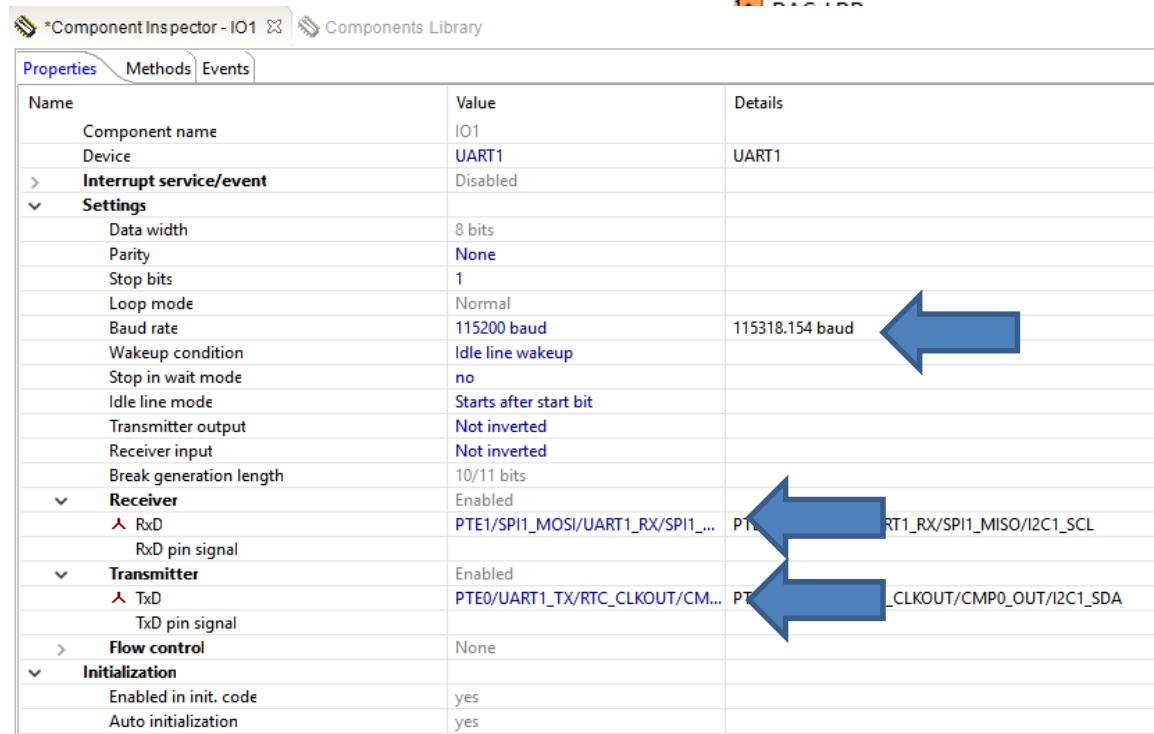 *Component Inspector - IO1 Components Library
Properties Methods Events
Name Value Details
Component name IO1
Device UART1 UART1
Interrupt service/event Disabled
Settings
Data width 8 bits
Parity None
Stop bits 1
Loop mode Normal
Baud rate 115200 baud 115318.154 baud
Wakeup condition Idle line wakeup
Stop in wait mode no
Idle line mode Starts after start bit
Transmitter output Not inverted
Receiver input Not inverted
Break generation length 10/11 bits
Receiver Enabled
RxD PTE1/SPI1_MOSI/UART1_RX/SPI1_... RT1_RX/SPI1_MISO/I2C1_SCL
RxD pin signal
Transmitter Enabled
TxD PTE0/UART1_TX/RTC_CLKOUT/CM... _CLKOUT/CMP0_OUT/I2C1_SDA
TxD pin signal
Flow control None
Initialization
Enabled in init. code yes
Auto initialization yes